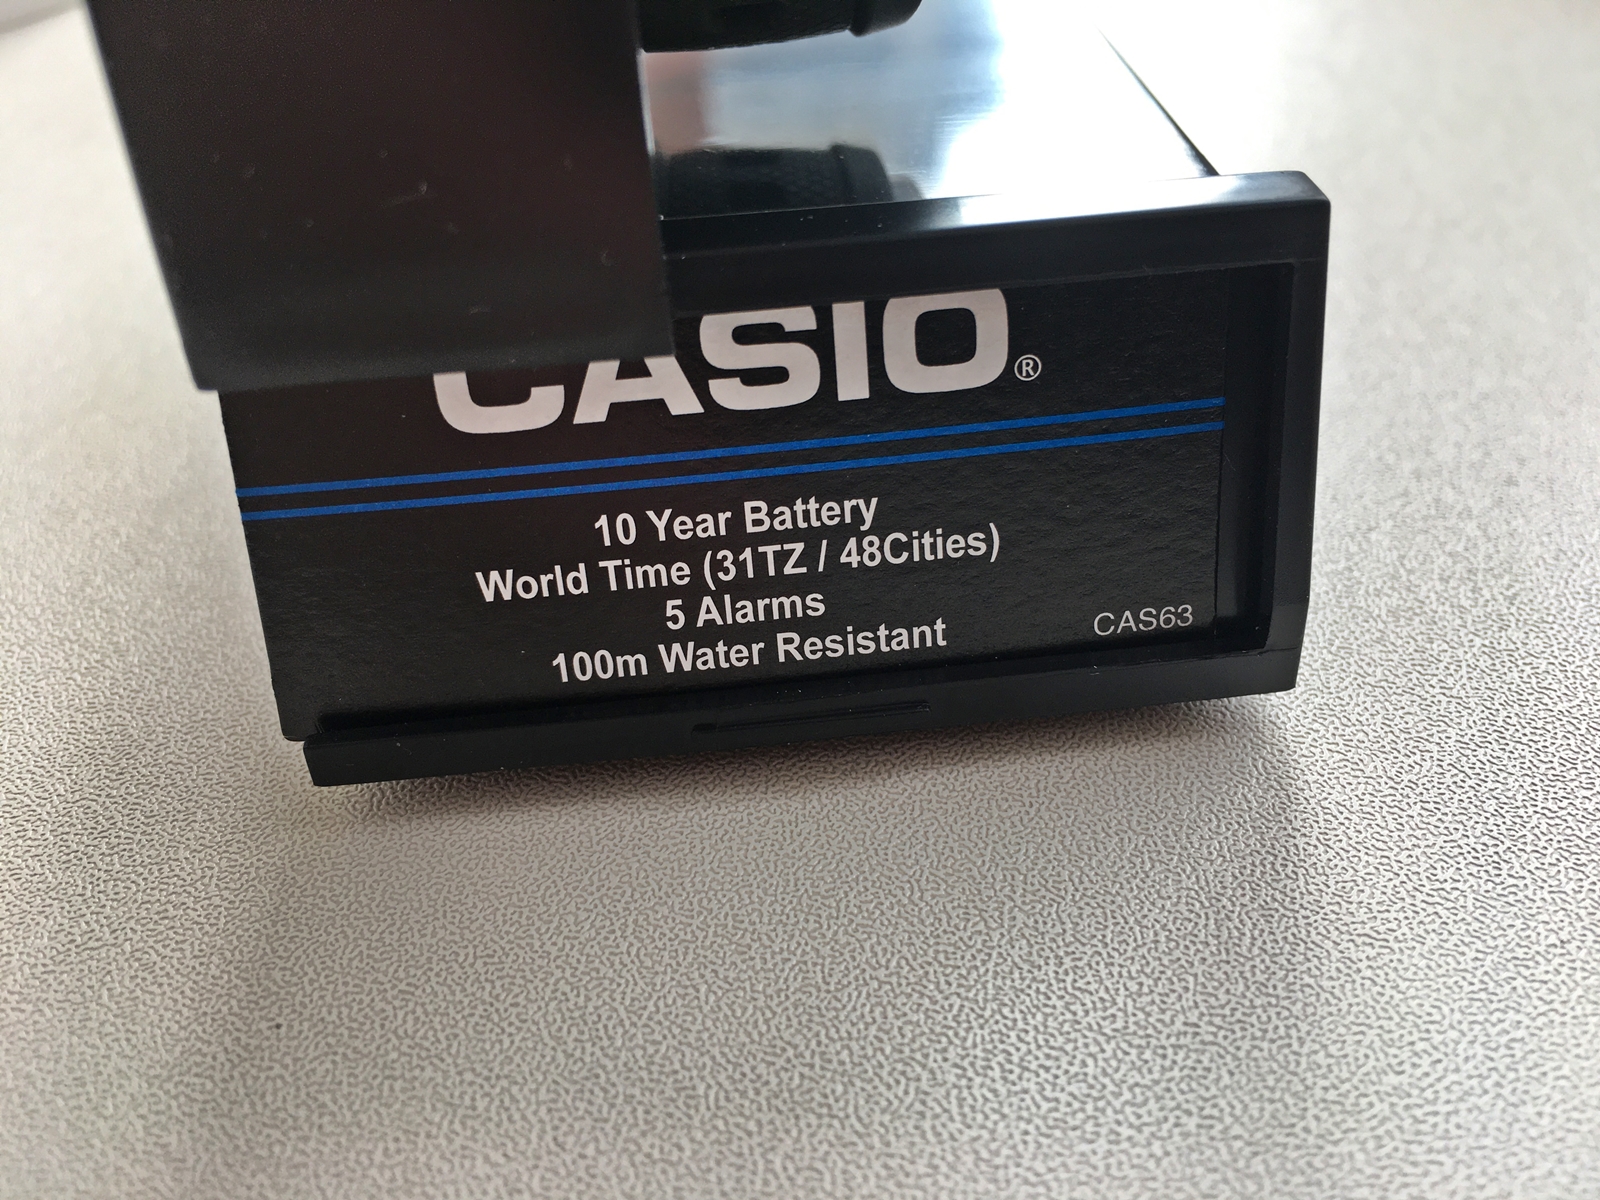 CASIO®
10 Year Battery
World Time (31TZ / 48Cities)
5 Alarms
100m Water Resistant
CAS63